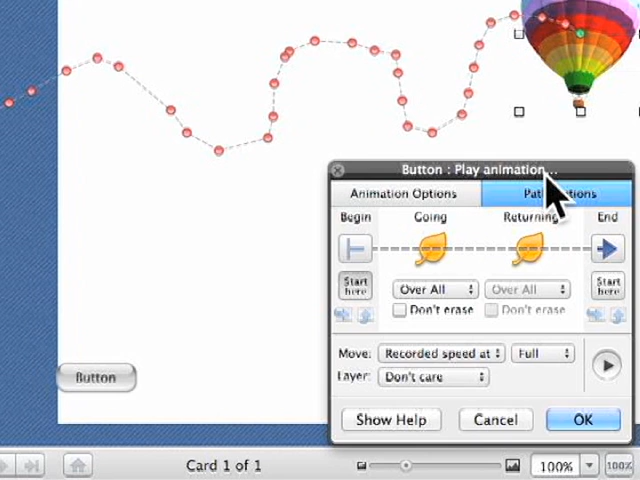 Button : Play animation...
Animation Options
Begin Going Returning End
Start here Over All Over All Start here
Don't erase Don't erase
Move: Recorded speed at Full
Layer: Don't care
Button
Show Help Cancel OK
Card 1 of 1 100% 100%